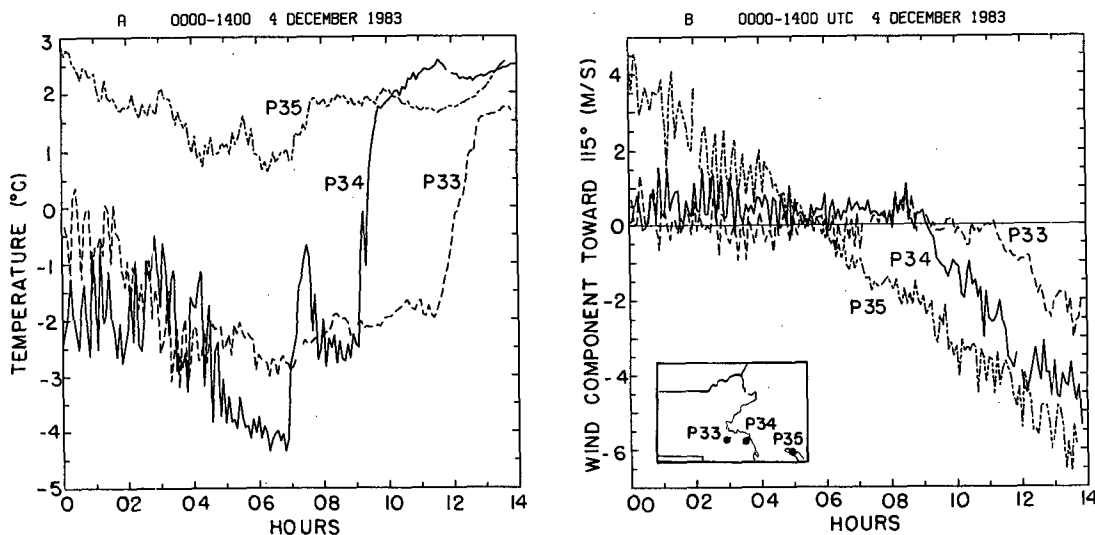 A 0000-1400 4 DECEMBER 1983
B 0000-1400 UTC 4 DECEMBER 1983
TEMPERATURE (°C)
3
2
1
0
-1
-2
-3
-4
-5
P35
P34
P33
0 02 04 06 08 10 12 14
HOURS
WIND COMPONENT TOWARD 115° (M/S)
4
2
0
-2
-4
-6
P33
P34
P35
P33 P34 P35
00 02 04 06 08 10 12 14
HOURS